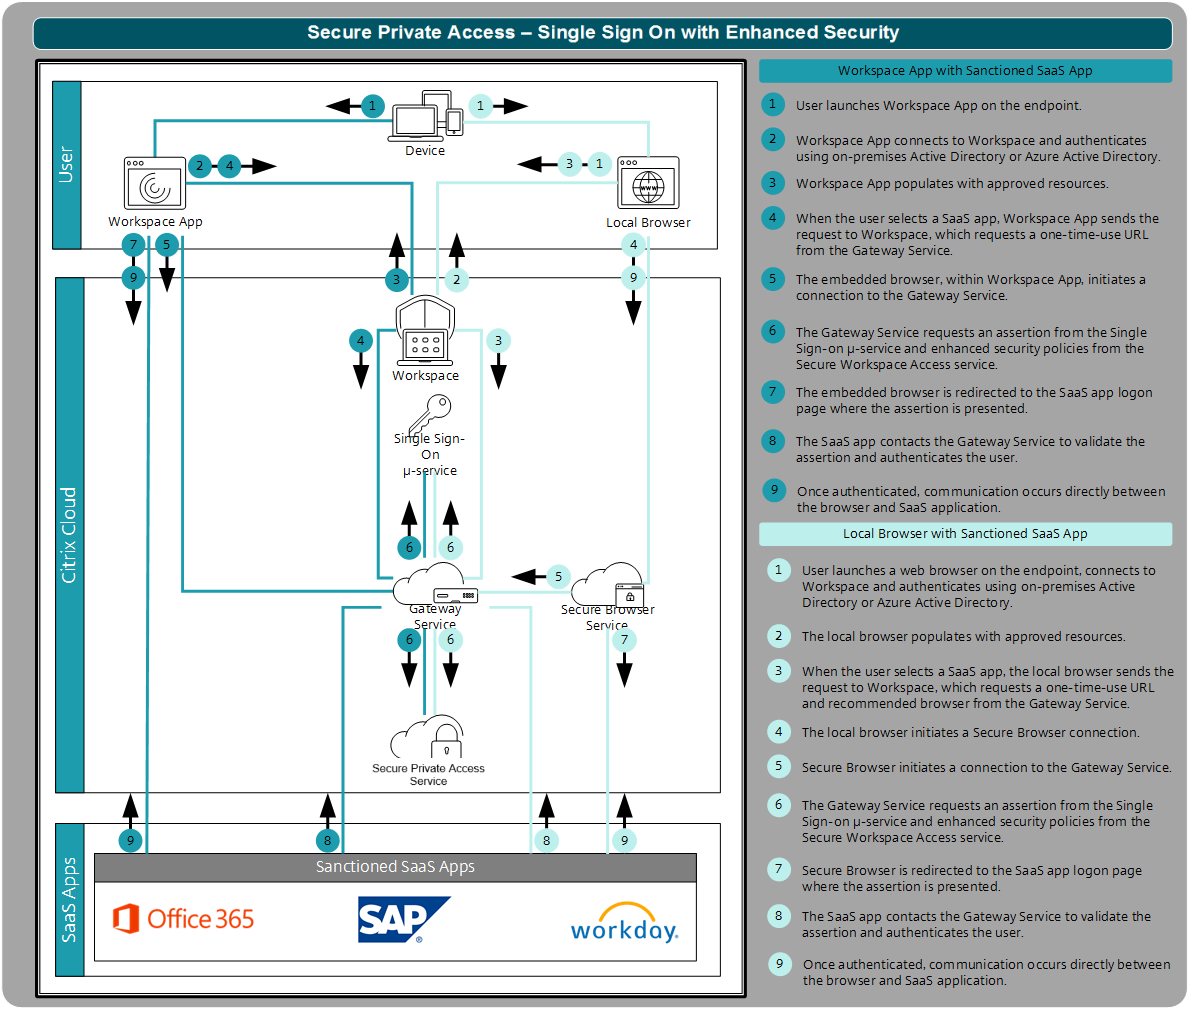 Secure Private Access – Single Sign On with Enhanced Security
User
1
1
Device
2
4
3
1
Workspace App
www
Local Browser
7
5
4
9
9
Citrix Cloud
3
2
4
3
Workspace
Single Sign-
On
µ-service
6
6
5
Gateway
Service
Secure Browser
Service
6
6
7
Secure Private Access
Service
SaaS Apps
9
8
8
9
Sanctioned SaaS Apps
Office 365
SAP®
workday.
Workspace App with Sanctioned SaaS App
1 User launches Workspace App on the endpoint.
2 Workspace App connects to Workspace and authenticates
using on-premises Active Directory or Azure Active Directory.
3 Workspace App populates with approved resources.
4 When the user selects a SaaS app, Workspace App sends the
request to Workspace, which requests a one-time-use URL
from the Gateway Service.
5 The embedded browser, within Workspace App, initiates a
connection to the Gateway Service.
6 The Gateway Service requests an assertion from the Single
Sign-on µ-service and enhanced security policies from the
Secure Workspace Access service.
7 The embedded browser is redirected to the SaaS app logon
page where the assertion is presented.
8 The SaaS app contacts the Gateway Service to validate the
assertion and authenticates the user.
9 Once authenticated, communication occurs directly between
the browser and SaaS application.
Local Browser with Sanctioned SaaS App
1 User launches a web browser on the endpoint, connects to
Workspace and authenticates using on-premises Active
Directory or Azure Active Directory.
2 The local browser populates with approved resources.
3 When the user selects a SaaS app, the local browser sends the
request to Workspace, which requests a one-time-use URL
and recommended browser from the Gateway Service.
4 The local browser initiates a Secure Browser connection.
5 Secure Browser initiates a connection to the Gateway Service.
6 The Gateway Service requests an assertion from the Single
Sign-on µ-service and enhanced security policies from the
Secure Workspace Access service.
7 Secure Browser is redirected to the SaaS app logon page
where the assertion is presented.
8 The SaaS app contacts the Gateway Service to validate the
assertion and authenticates the user.
9 Once authenticated, communication occurs directly between
the browser and SaaS application.